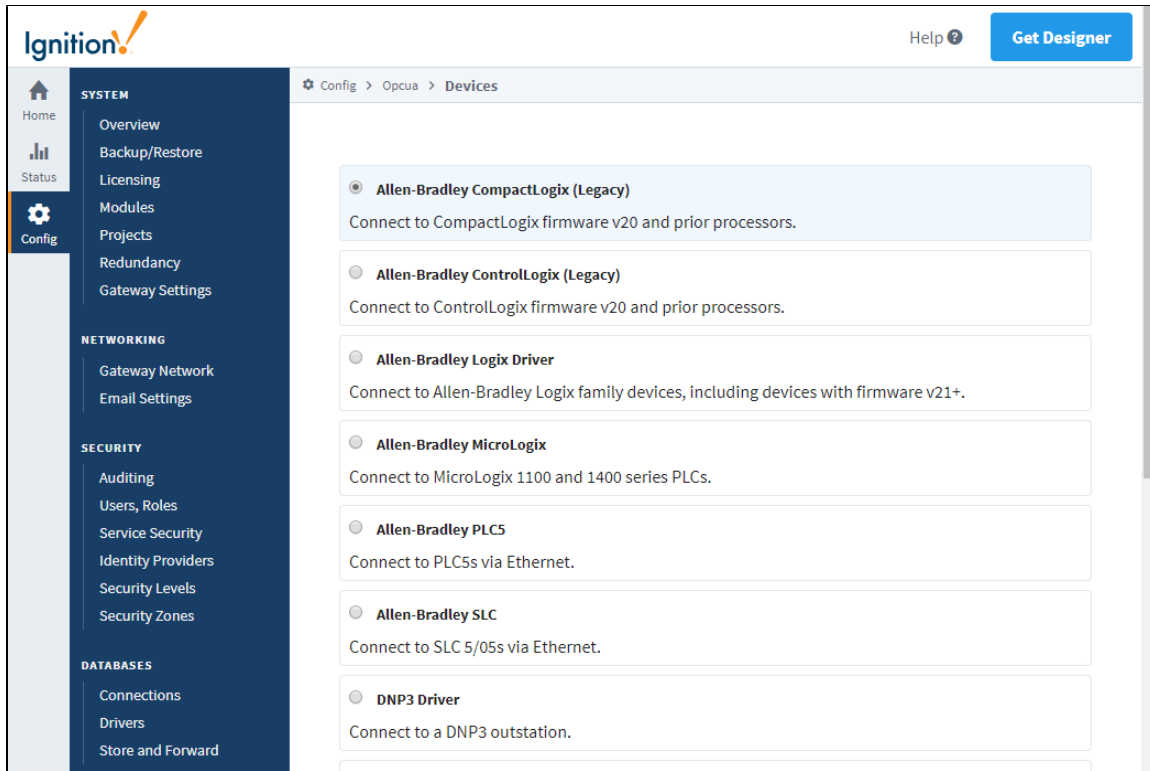 Ignition!
Help ?
Get Designer
Home
Status
Config
SYSTEM
Overview
Backup/Restore
Licensing
Modules
Projects
Redundancy
Gateway Settings
NETWORKING
Gateway Network
Email Settings
SECURITY
Auditing
Users, Roles
Service Security
Identity Providers
Security Levels
Security Zones
DATABASES
Connections
Drivers
Store and Forward
Config > Opcua > Devices
Allen-Bradley CompactLogix (Legacy)
Connect to CompactLogix firmware v20 and prior processors.
Allen-Bradley ControlLogix (Legacy)
Connect to ControlLogix firmware v20 and prior processors.
Allen-Bradley Logix Driver
Connect to Allen-Bradley Logix family devices, including devices with firmware v21+.
Allen-Bradley MicroLogix
Connect to MicroLogix 1100 and 1400 series PLCs.
Allen-Bradley PLC5
Connect to PLC5s via Ethernet.
Allen-Bradley SLC
Connect to SLC 5/05s via Ethernet.
DNP3 Driver
Connect to a DNP3 outstation.